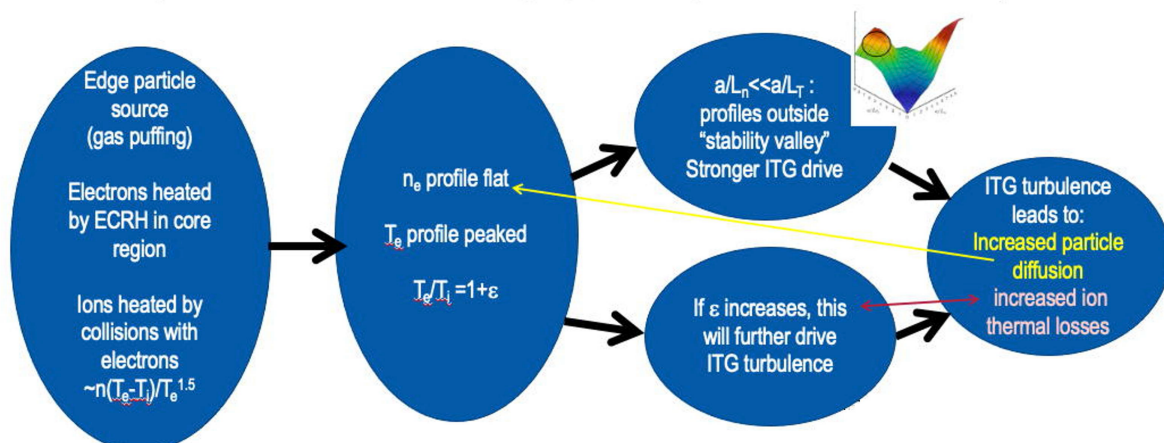 Edge particle
source
(gas puffing)
Electrons heated
by ECRH in core
region
Ions heated by
collisions with
electrons
~n(Te-Ti)/Te^1.5
ne profile flat
Te profile peaked
Te/Ti =1+ε
a/Ln<<a/LT :
profiles outside
“stability valley”
Stronger ITG drive
If ε increases, this
will further drive
ITG turbulence
ITG turbulence
leads to:
Increased particle
diffusion
increased ion
thermal losses